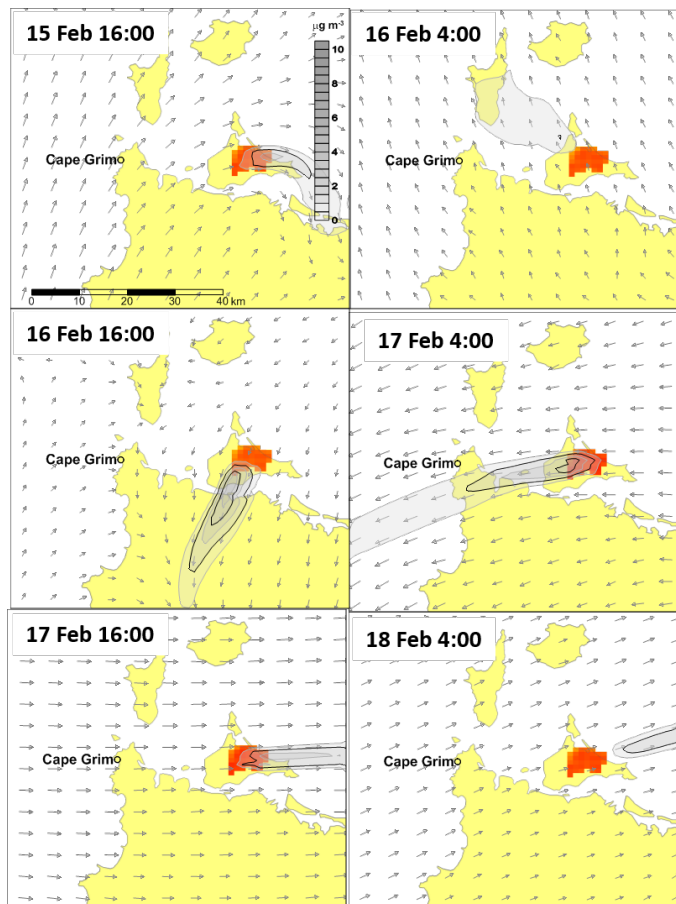 15 Feb 16:00
µg m⁻³
10
8
6
4
2
0
Cape Grim
0 10 20 30 40 km
16 Feb 4:00
Cape Grim
16 Feb 16:00
Cape Grim
17 Feb 4:00
Cape Grim
17 Feb 16:00
Cape Grim
18 Feb 4:00
Cape Grim